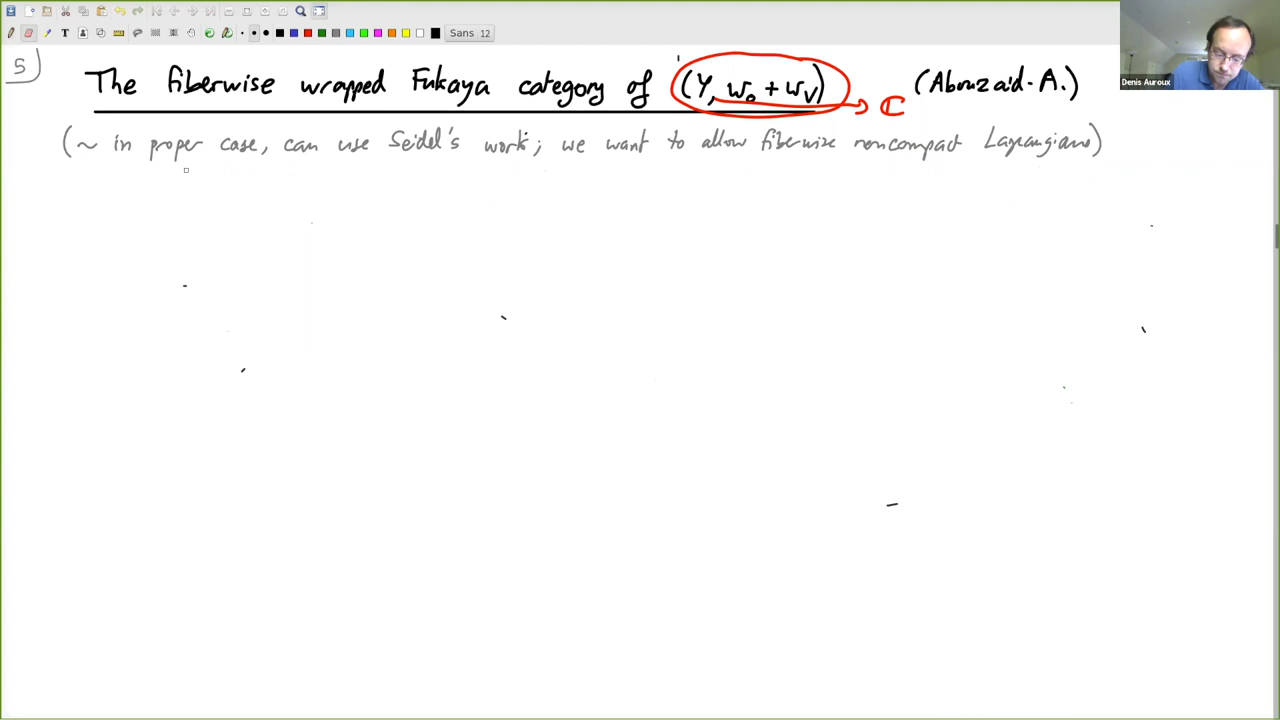 Sans 12
Denis Auroux
5
The fiberwise wrapped Fukaya category of (Y, W₀ + Wᵥ) → ℂ (Abouzaid-A.)
(~ in proper case, can use Seidel's work; we want to allow fiberwise noncompact Lagrangians)